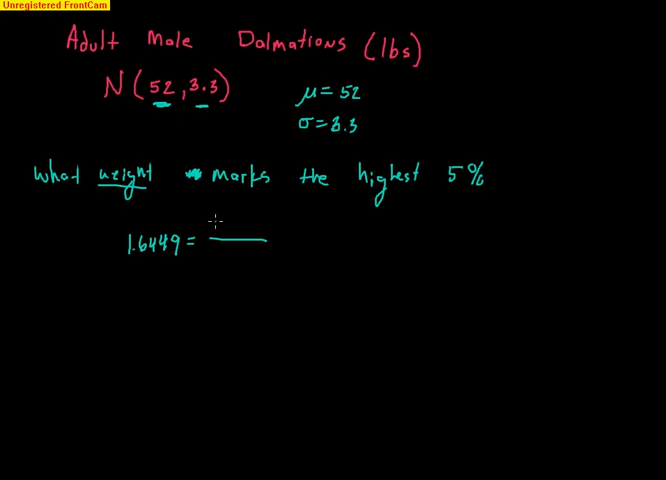 Unregistered FrontCam
Adult Male Dalmations (lbs)
N(52,3.3)
μ=52
σ=3.3
What weight marks the highest 5%
1.6449=